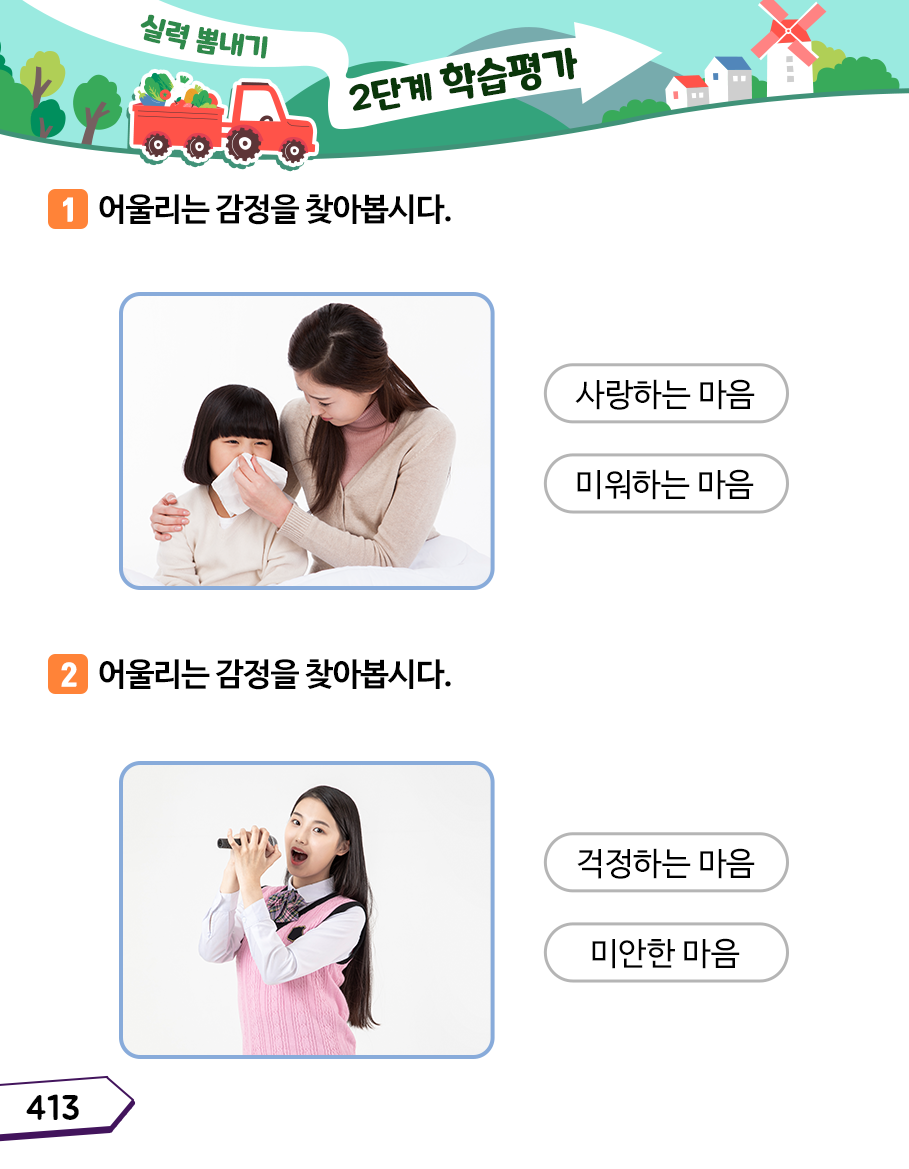 실력 뽐내기
2단계 학습평가
1 어울리는 감정을 찾아봅시다.
사랑하는 마음
미워하는 마음
2 어울리는 감정을 찾아봅시다.
걱정하는 마음
미안한 마음
413